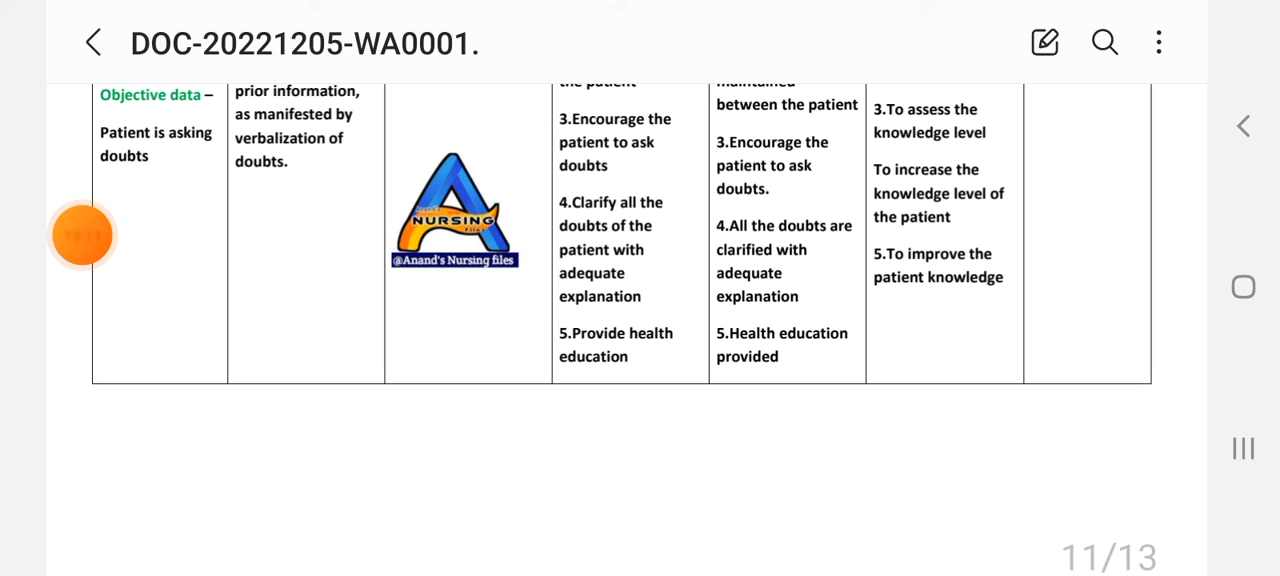 DOC-20221205-WA0001.
Objective data –
Patient is asking
doubts
prior information,
as manifested by
verbalization of
doubts.
NURSING
Files
@Anand's Nursing files
the patient
3.Encourage the
patient to ask
doubts
4.Clarify all the
doubts of the
patient with
adequate
explanation
5.Provide health
education
maintained
between the patient
3.Encourage the
patient to ask
doubts.
4.All the doubts are
clarified with
adequate
explanation
5.Health education
provided
3.To assess the
knowledge level
To increase the
knowledge level of
the patient
5.To improve the
patient knowledge
11/13